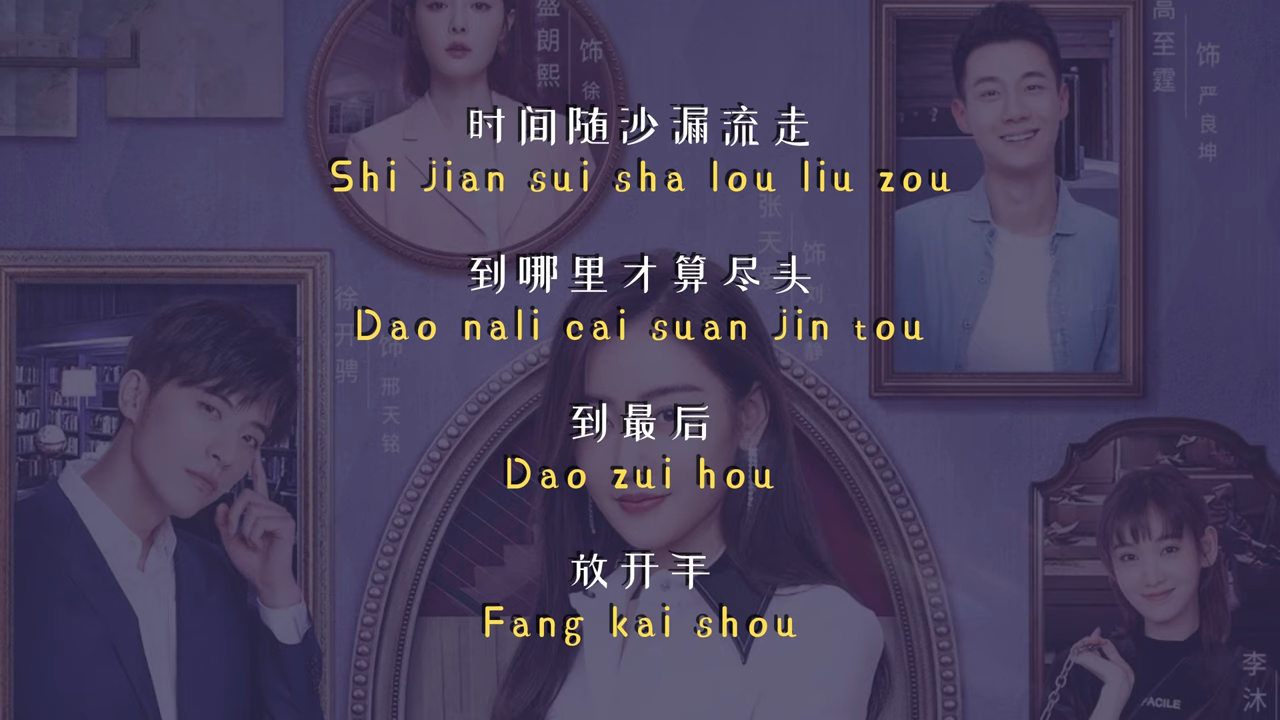 时间随沙漏流走
Shi Jian sui sha lou liu zou
到哪里才算尽头
Dao nali cai suan Jin tou
到最后
Dao zui hou
放开手
Fang kai shou
盛朗熙
饰 徐
高至霆
饰 严良坤
张天
饰 刘 静
徐开骋
饰 邢天铭
李沐
FACILE